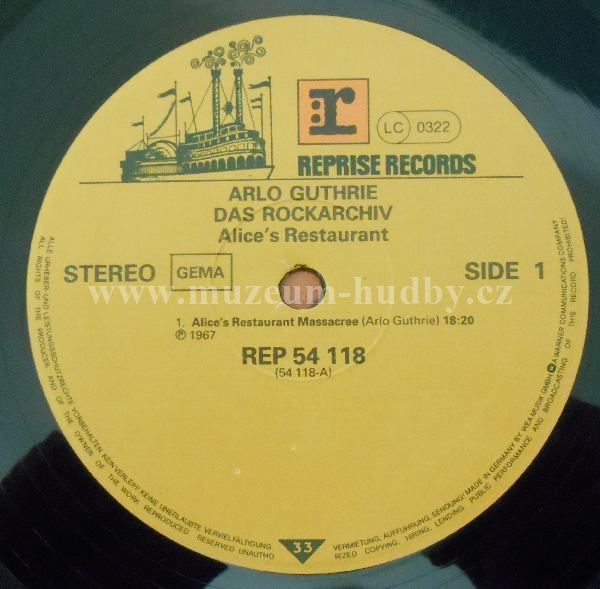 r
LC 0322
REPRISE RECORDS
ARLO GUTHRIE
DAS ROCKARCHIV
Alice's Restaurant
STEREO GEMA SIDE 1
www.muzeum-hudby.cz
1. Alice's Restaurant Massacree (Arlo Guthrie) 18:20
℗ 1967
REP 54 118
(54 118-A)
33
ALLE URHEBER- UND LEISTUNGSSCHUTZRECHTE VORBEHALTEN KEIN VERLEIH! KEINE UNERLAUBTE VERVIELFÄLTIGUNG
VERMIETUNG, AUFFÜHRUNG, SENDUNG! MADE IN GERMANY BY WEA MUSIK GMBH A WARNER COMMUNICATIONS COMPANY
ALL RIGHTS OF THE PRODUCER AND OF THE OWNER OF THE WORK REPRODUCED RESERVED UNAUTHO
RIZED COPYING, HIRING, LENDING PUBLIC PERFORMANCE AND BROADCASTING OF THIS RECORD PROHIBITED!